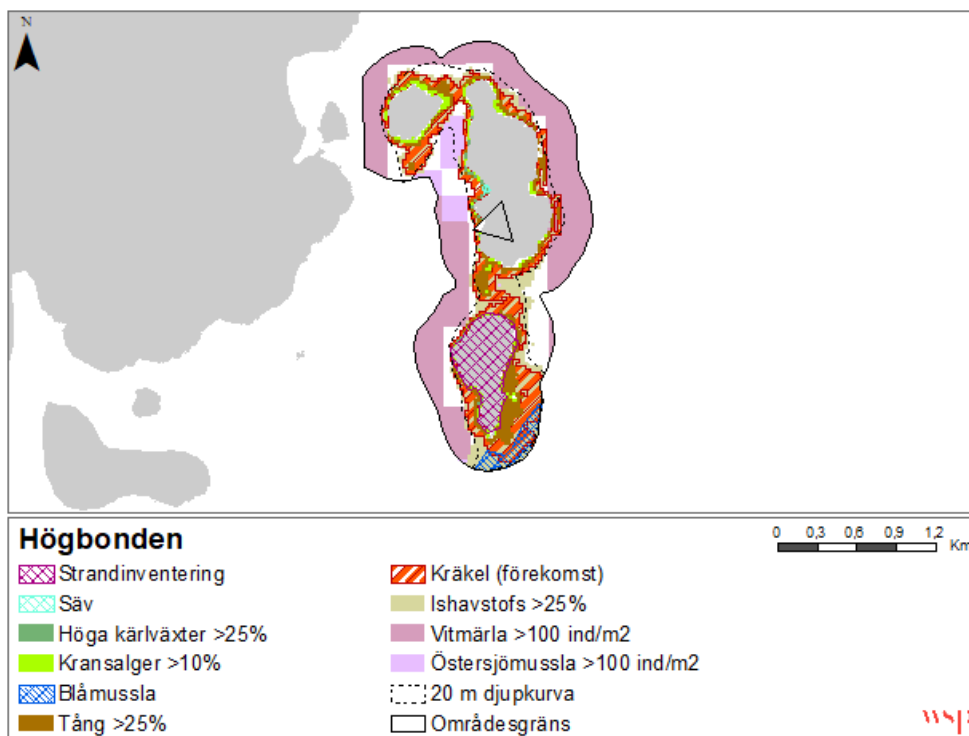 N
Högbonden
0 0,3 0,6 0,9 1,2
Km
Strandinventering
Säv
Höga kärlväxter >25%
Kransalger >10%
Blåmussla
Tång >25%
Kräkel (förekomst)
Ishavstofs >25%
Vitmärla >100 ind/m2
Östersjömussla >100 ind/m2
20 m djupkurva
Områdesgräns
wsp